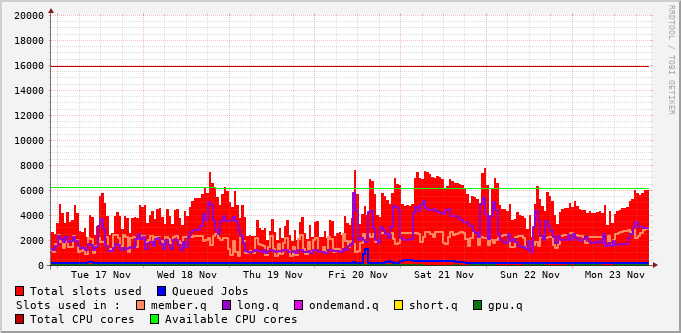 20000
18000
16000
14000
12000
10000
8000
6000
4000
2000
0
Tue 17 Nov Wed 18 Nov Thu 19 Nov Fri 20 Nov Sat 21 Nov Sun 22 Nov Mon 23 Nov
Total slots used Queued Jobs
Slots used in : member.q long.q ondemand.q short.q gpu.q
Total CPU cores Available CPU cores
RRDTOOL / TOBI OETIKER